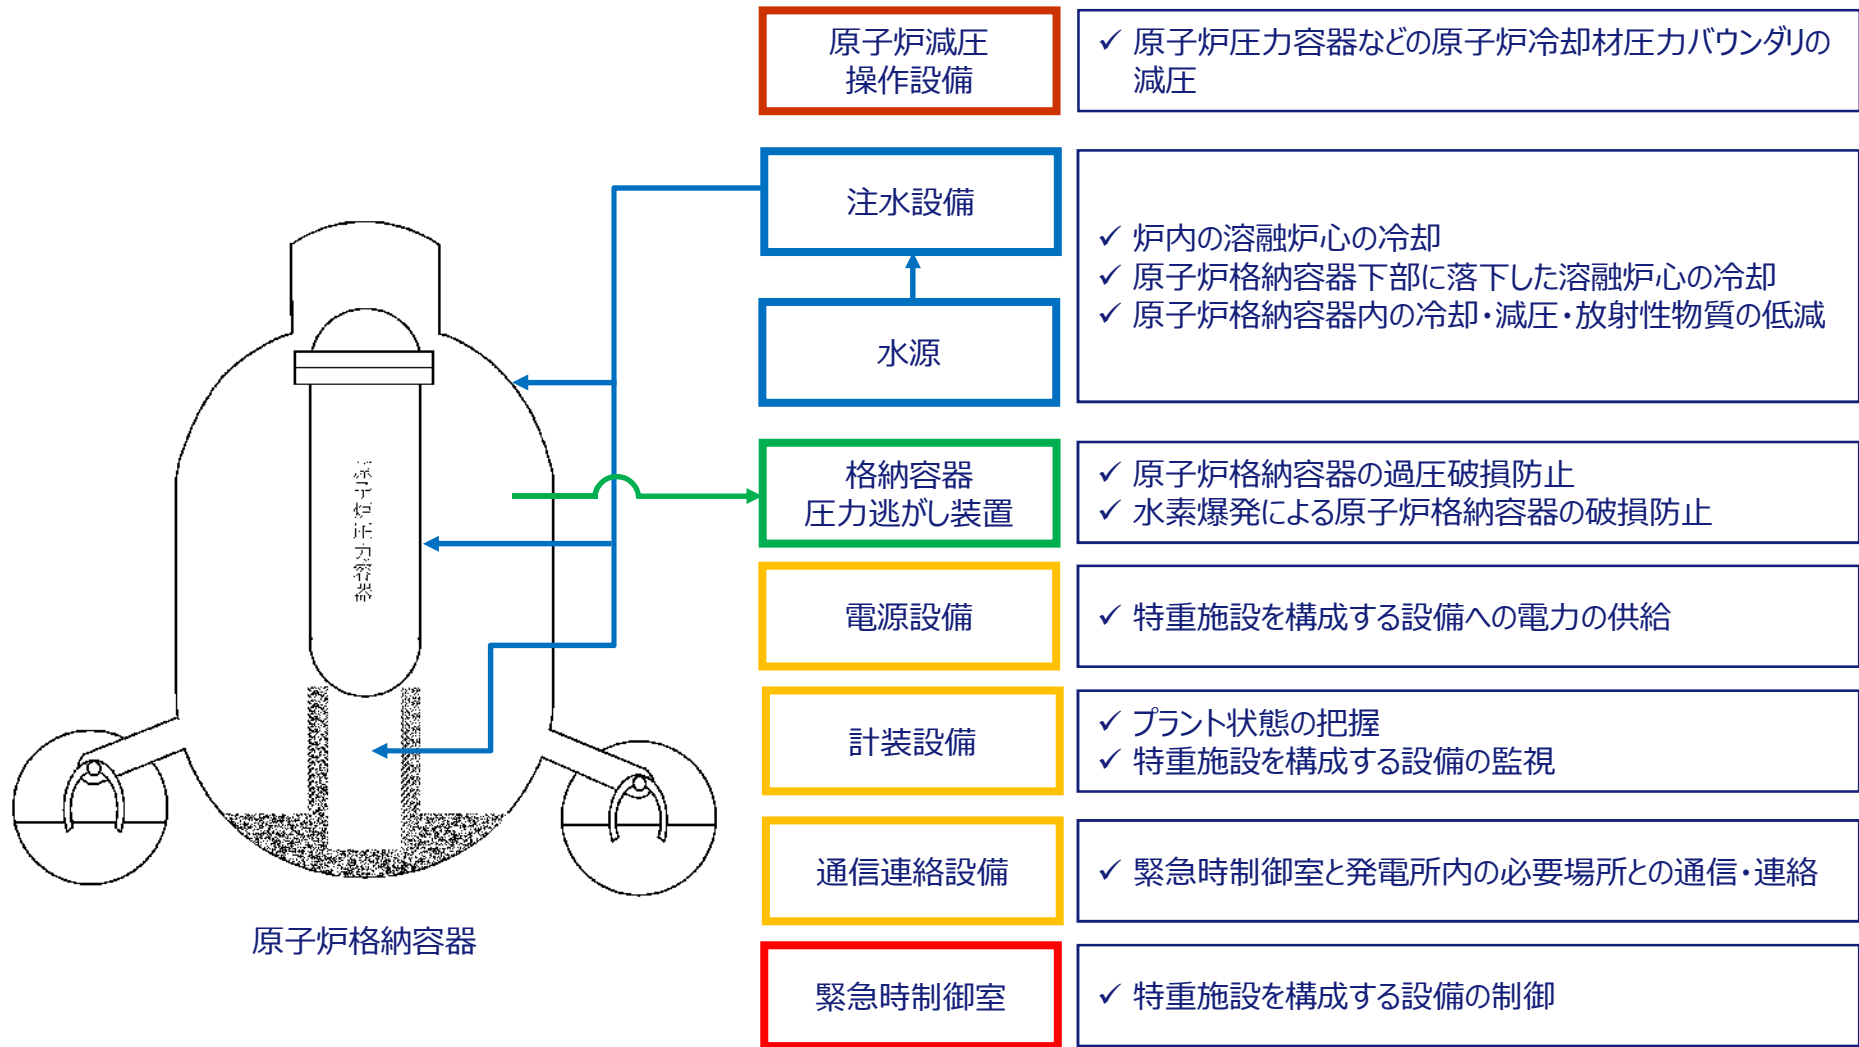 原子炉減圧
操作設備
✓ 原子炉圧力容器などの原子炉冷却材圧力バウンダリの
減圧
注水設備
水源
✓ 炉内の溶融炉心の冷却
✓ 原子炉格納容器下部に落下した溶融炉心の冷却
✓ 原子炉格納容器内の冷却・減圧・放射性物質の低減
原子炉圧力容器
格納容器
圧力逃がし装置
✓ 原子炉格納容器の過圧破損防止
✓ 水素爆発による原子炉格納容器の破損防止
電源設備
✓ 特重施設を構成する設備への電力の供給
計装設備
✓ プラント状態の把握
✓ 特重施設を構成する設備の監視
通信連絡設備
✓ 緊急時制御室と発電所内の必要場所との通信・連絡
原子炉格納容器
緊急時制御室
✓ 特重施設を構成する設備の制御